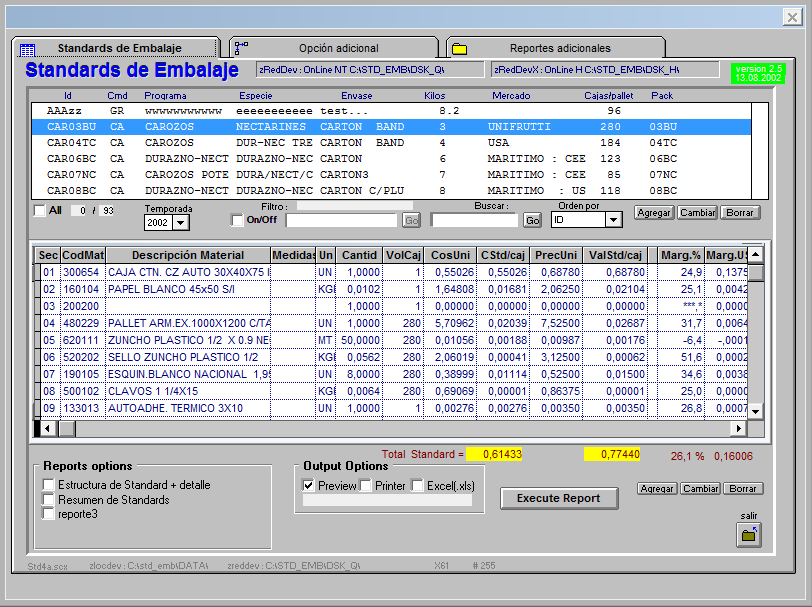 Standards de Embalaje Opción adicional Reportes adicionales
Standards de Embalaje zRedDev : OnLine NT C:\STD_EMB\DSK_Q\ zRedDevX : OnLine H C:\STD_EMB\DSK_H\ version 2.5
13.08.2002
Id Cmd Programa Especie Envase Kilos Mercado Cajas/pallet Pack
AAAzz GR wwwwwwwwwww eeeeeeeeeee test... 8.2 96
CAR03BU CA CAROZOS NECTARINES CARTON BAND 3 UNIFRUTTI 280 03BU
CAR04TC CA CAROZOS DUR-NEC TRE CARTON BAND 4 USA 184 04TC
CAR06BC CA DURAZNO-NECT DURAZNO-NEC CARTON 6 MARITIMO : CEE 123 06BC
CAR07NC CA CAROZOS POTE DURA/NECT/C CARTON3 7 MARITIMO : CEE 85 07NC
CAR08BC CA DURAZNO-NECT DURAZNO-NEC CARTON C/PLU 8 MARITIMO : US 118 08BC
All 0 / 93 Temporada Filtro : Buscar : Orden por
2002 On/Off Go Go ID Agregar Cambiar Borrar
Sec CodMat Descripción Material Medidas Un Cantid VolCaj CosUni CStd/caj PrecUni ValStd/caj Marg.% Marg.U
01 300654 CAJA CTN. CZ AUTO 30X40X75 UN 1,0000 1 0,55026 0,55026 0,68780 0,68780 24,9 0,1375
02 160104 PAPEL BLANCO 45x50 S/I KG 0,0102 1 1,64808 0,01681 2,06250 0,02104 25,1 0,0042
03 200200 1,0000 1 0,00000 0,00000 0,00000 0,00000 ***,* 0,0000
04 480229 PALLET ARM.EX.1000X1200 C/TA UN 1,0000 280 5,70962 0,02039 7,52500 0,02687 31,7 0,0064
05 620111 ZUNCHO PLASTICO 1/2 X 0.9 NE MT 50,0000 280 0,01056 0,00188 0,00987 0,00176 -6,4 -,0001
06 520202 SELLO ZUNCHO PLASTICO 1/2 KG 0,0562 280 2,06019 0,00041 3,12500 0,00062 51,6 0,0002
07 190105 ESQUIN.BLANCO NACIONAL 1,95 UN 8,0000 280 0,38999 0,01114 0,52500 0,01500 34,6 0,0038
08 500102 CLAVOS 1 1/4X15 KG 0,0064 280 0,69069 0,00001 0,86375 0,00001 25,0 0,0000
09 133013 AUTOADHE. TERMICO 3X10 UN 1,0000 1 0,00276 0,00276 0,00350 0,00350 26,8 0,0007
Total Standard = 0,61433 0,77440 26,1 % 0,16006
Reports options
Estructura de Standard + detalle
Resumen de Standards
reporte3
Output Options
Preview Printer Excel(.xls)
Execute Report
Agregar Cambiar Borrar
salir
Std4a.scx zlocdev : C:\std_emb\DATA\ zreddev : C:\STD_EMB\DSK_Q\ X61 # 255